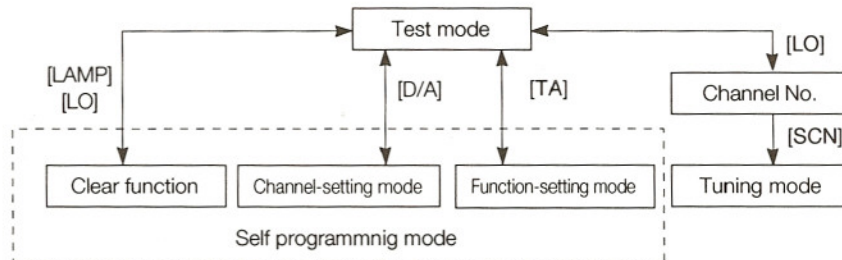 Test mode
[LAMP]
[LO]
[D/A]
[TA]
[LO]
Channel No.
[SCN]
Clear function
Channel-setting mode
Function-setting mode
Tuning mode
Self programmnig mode